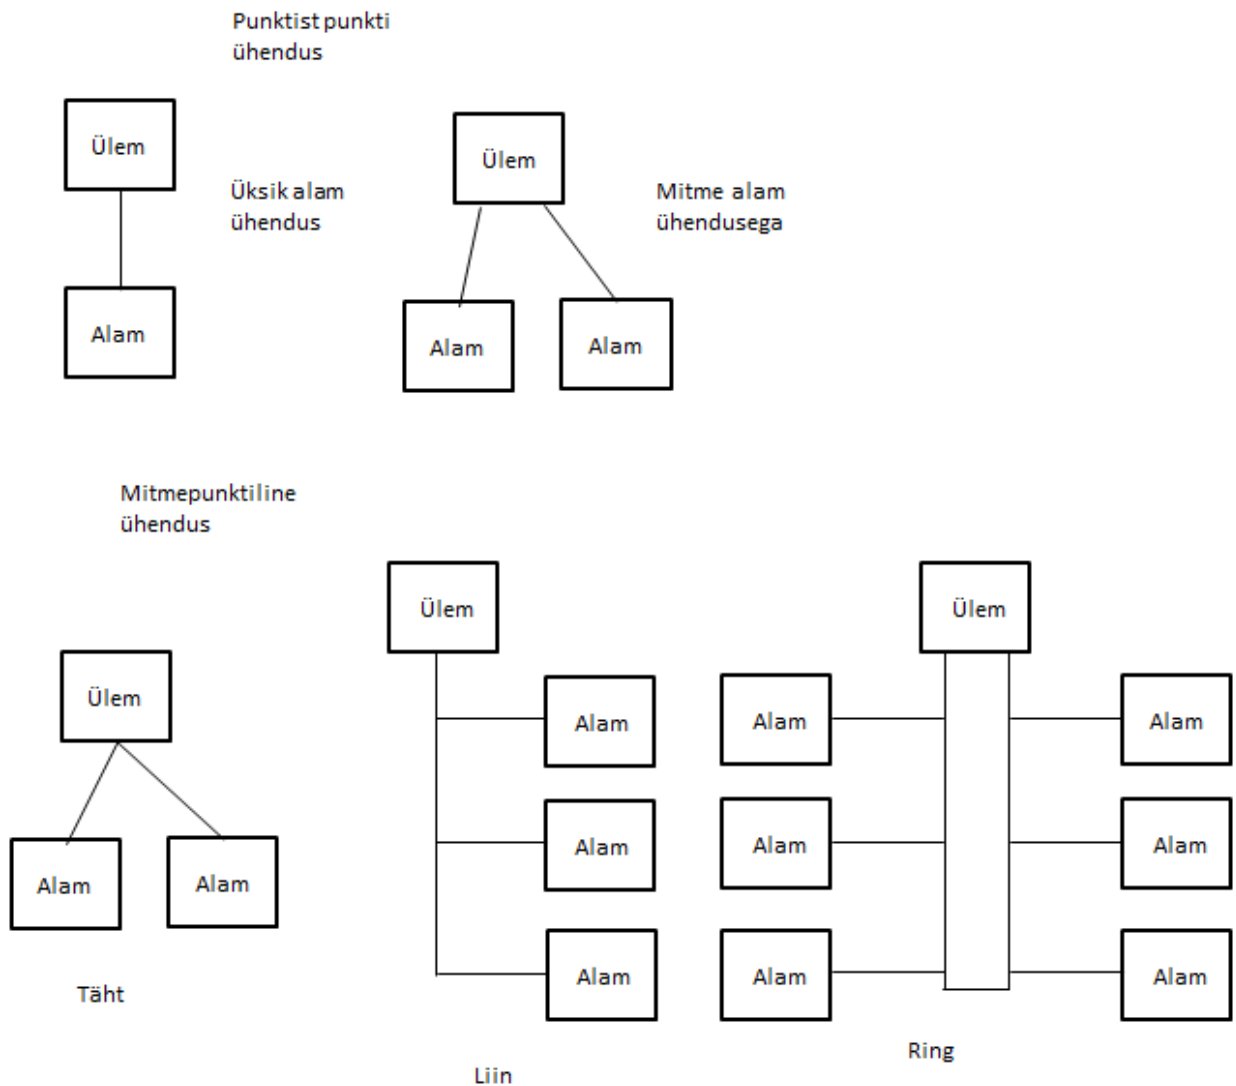 Punktist punkti
ühendus
Ülem
Üksik alam
ühendus
Alam
Ülem
Mitme alam
ühendusega
Alam
Alam
Mitmepunktiline
ühendus
Ülem
Alam
Alam
Täht
Ülem
Alam
Alam
Alam
Liin
Ülem
Alam
Alam
Alam
Alam
Alam
Alam
Ring